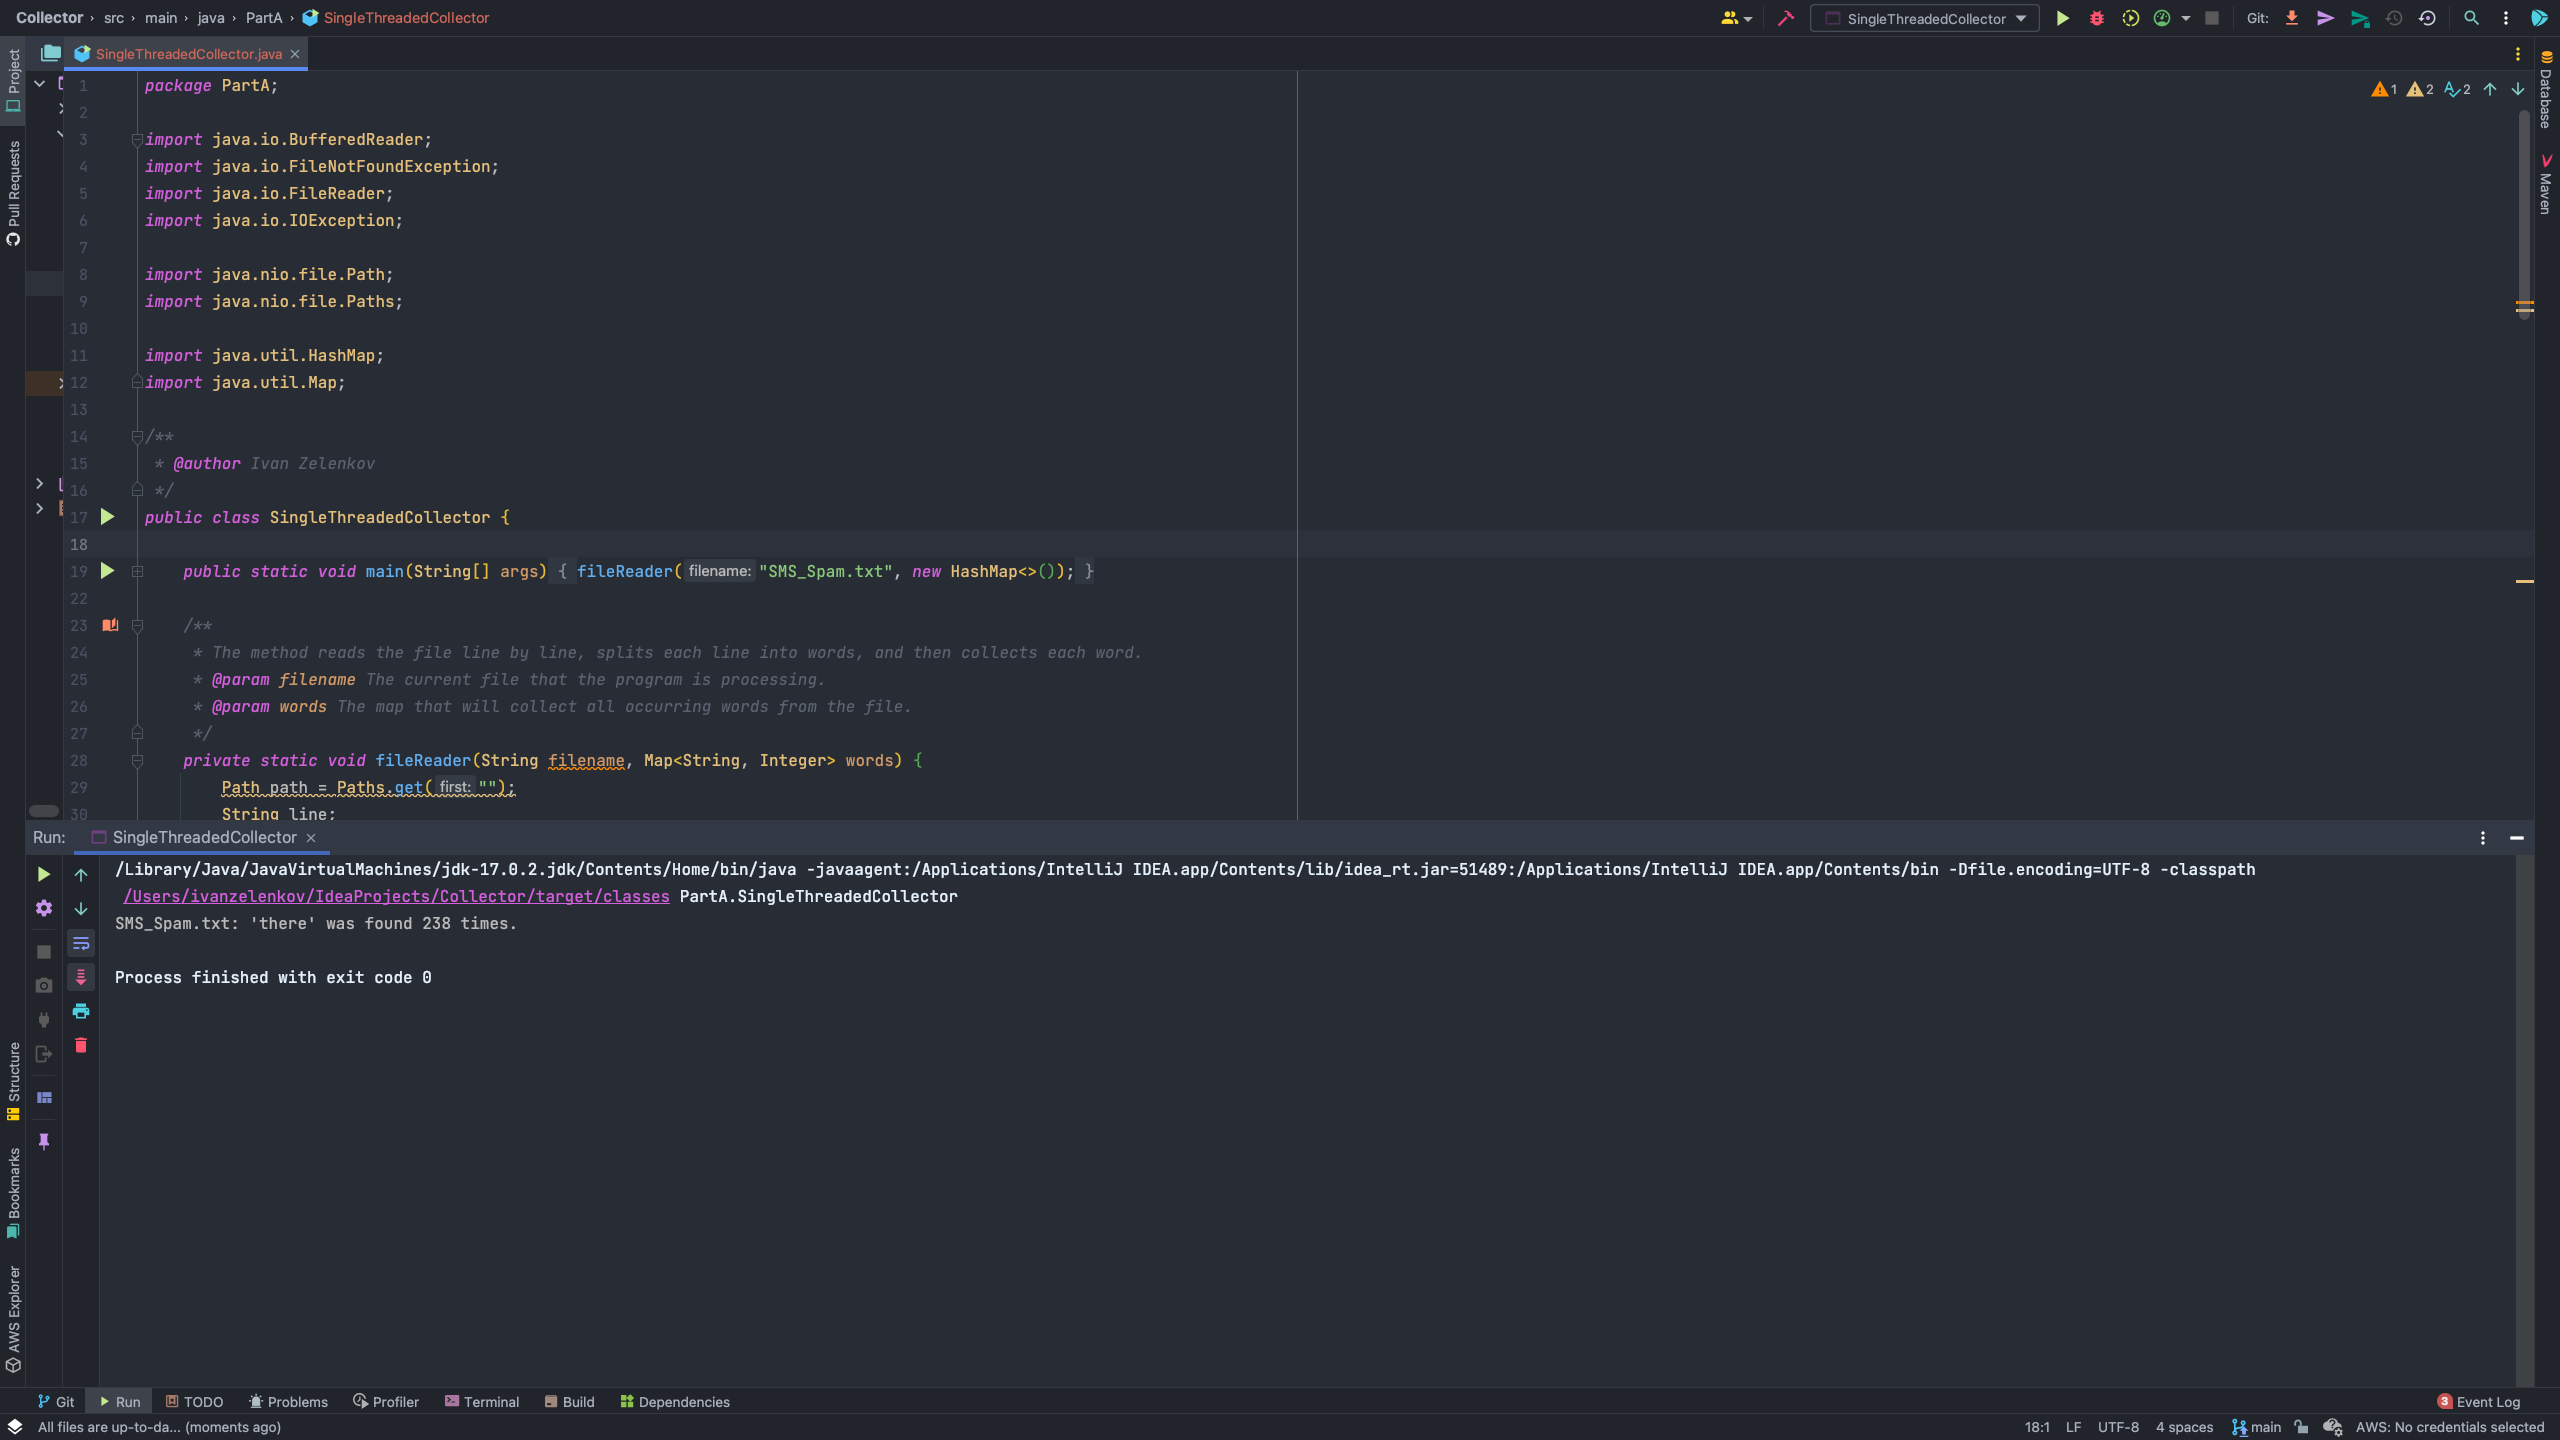 Collector › src › main › java › PartA › SingleThreadedCollector
SingleThreadedCollector
Git:
Project
Pull Requests
Structure
Bookmarks
AWS Explorer
Database
Maven
SingleThreadedCollector.java
1 2 2
1 package PartA;
2
3 import java.io.BufferedReader;
4 import java.io.FileNotFoundException;
5 import java.io.FileReader;
6 import java.io.IOException;
7
8 import java.nio.file.Path;
9 import java.nio.file.Paths;
10
11 import java.util.HashMap;
12 import java.util.Map;
13
14 /**
15 * @author Ivan Zelenkov
16 */
17 public class SingleThreadedCollector {
18
19 public static void main(String[] args) { fileReader( filename: "SMS_Spam.txt", new HashMap<>()); }
22
23 /**
24 * The method reads the file line by line, splits each line into words, and then collects each word.
25 * @param filename The current file that the program is processing.
26 * @param words The map that will collect all occurring words from the file.
27 */
28 private static void fileReader(String filename, Map<String, Integer> words) {
29 Path path = Paths.get( first: "");
30 String line;
Run: SingleThreadedCollector
/Library/Java/JavaVirtualMachines/jdk-17.0.2.jdk/Contents/Home/bin/java -javaagent:/Applications/IntelliJ IDEA.app/Contents/lib/idea_rt.jar=51489:/Applications/IntelliJ IDEA.app/Contents/bin -Dfile.encoding=UTF-8 -classpath
/Users/ivanzelenkov/IdeaProjects/Collector/target/classes PartA.SingleThreadedCollector
SMS_Spam.txt: 'there' was found 238 times.
Process finished with exit code 0
Git Run TODO Problems Profiler Terminal Build Dependencies 3 Event Log
All files are up-to-da... (moments ago) 18:1 LF UTF-8 4 spaces main AWS: No credentials selected